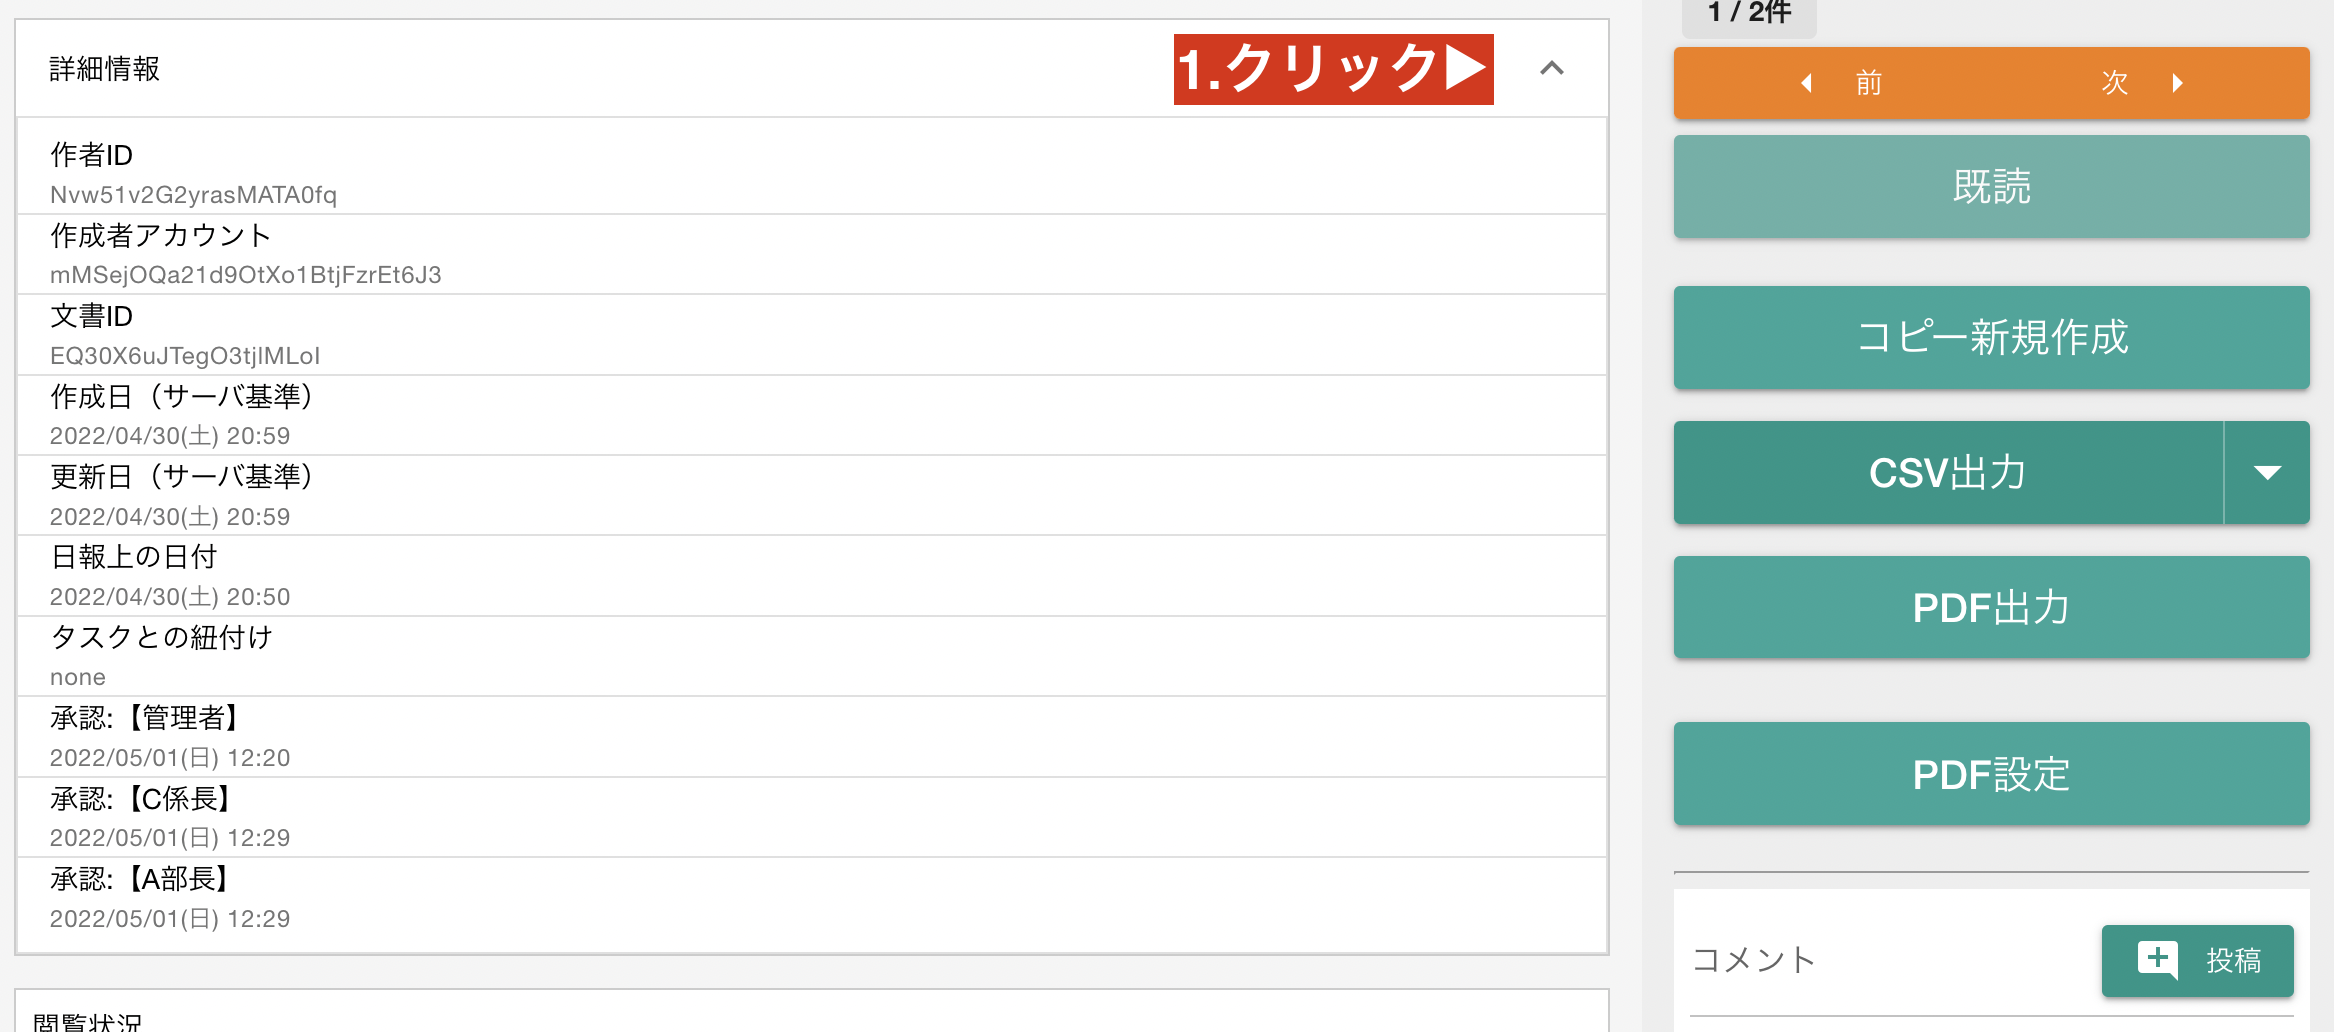 詳細情報
1.クリック▶
作者ID
Nvw51v2G2yrasMATA0fq
作成者アカウント
mMSejOQa21d9OtXo1BtjFzrEt6J3
文書ID
EQ30X6uJTegO3tjlMLoI
作成日（サーバ基準）
2022/04/30(土) 20:59
更新日（サーバ基準）
2022/04/30(土) 20:59
日報上の日付
2022/04/30(土) 20:50
タスクとの紐付け
none
承認:【管理者】
2022/05/01(日) 12:20
承認:【C係長】
2022/05/01(日) 12:29
承認:【A部長】
2022/05/01(日) 12:29
閲覧状況
1 / 2件
前
次
既読
コピー新規作成
CSV出力
PDF出力
PDF設定
コメント
投稿